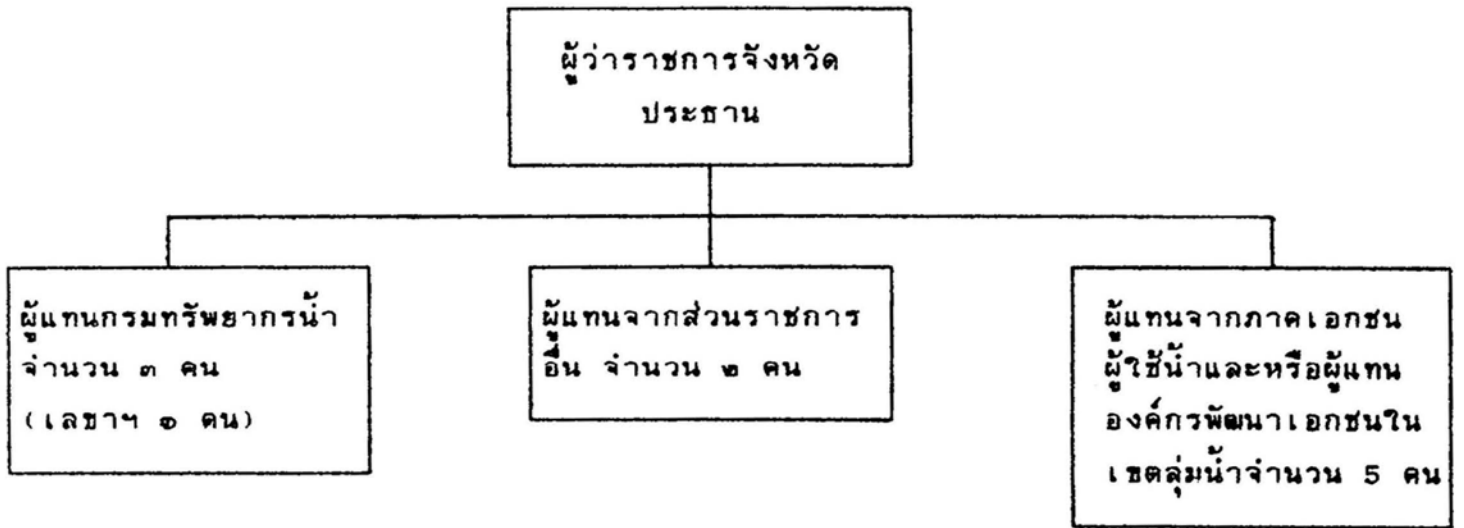 ผู้ว่าราชการจังหวัด
ประธาน
ผู้แทนกรมทรัพยากรน้ำ
จำนวน ๓ คน
(เลขาฯ ๑ คน)
ผู้แทนจากส่วนราชการ
อื่น จำนวน ๒ คน
ผู้แทนจากภาคเอกชน
ผู้ใช้น้ำและหรือผู้แทน
องค์กรพัฒนาเอกชนใน
เขตลุ่มน้ำจำนวน 5 คน